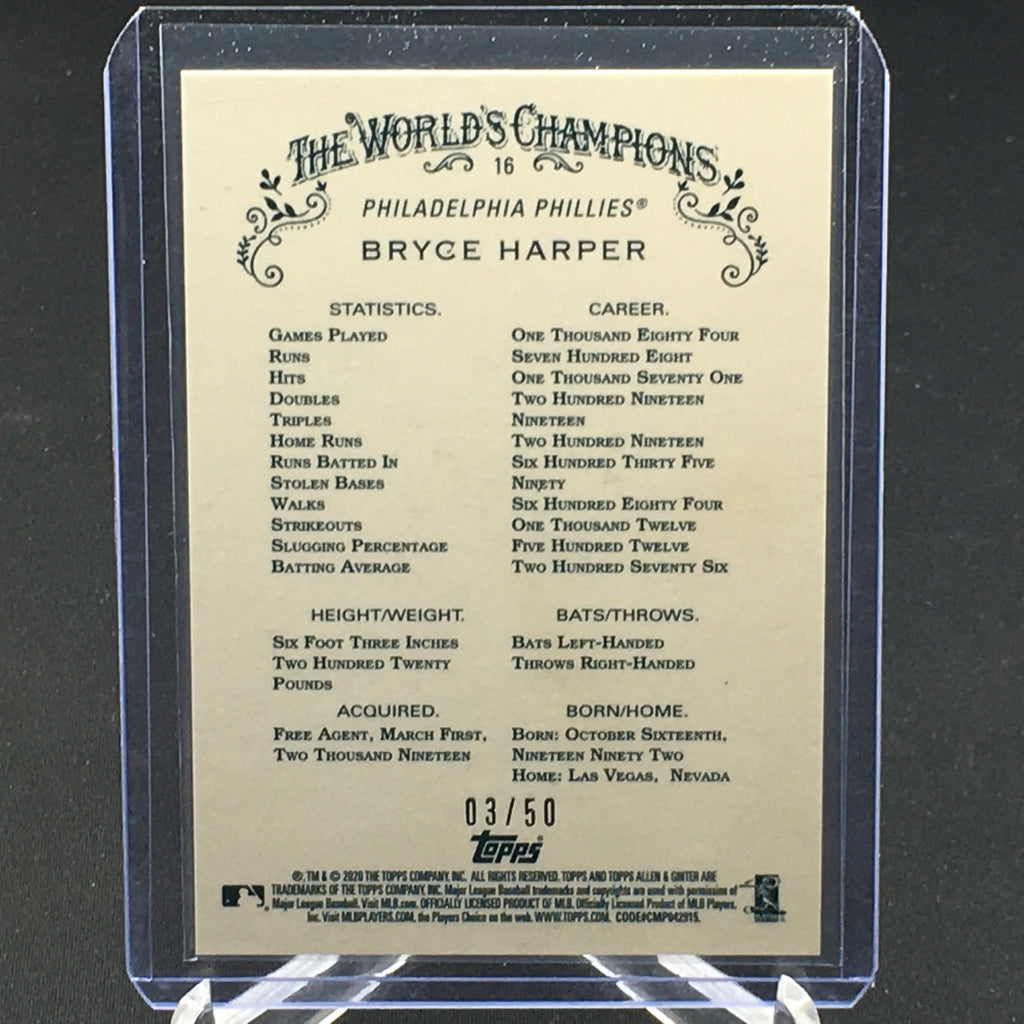 THE WORLD'S CHAMPIONS
16
PHILADELPHIA PHILLIES®
BRYCE HARPER
STATISTICS. CAREER.
GAMES PLAYED ONE THOUSAND EIGHTY FOUR
RUNS SEVEN HUNDRED EIGHT
HITS ONE THOUSAND SEVENTY ONE
DOUBLES TWO HUNDRED NINETEEN
TRIPLES NINETEEN
HOME RUNS TWO HUNDRED NINETEEN
RUNS BATTED IN SIX HUNDRED THIRTY FIVE
STOLEN BASES NINETY
WALKS SIX HUNDRED EIGHTY FOUR
STRIKEOUTS ONE THOUSAND TWELVE
SLUGGING PERCENTAGE FIVE HUNDRED TWELVE
BATTING AVERAGE TWO HUNDRED SEVENTY SIX
HEIGHT/WEIGHT. BATS/THROWS.
SIX FOOT THREE INCHES BATS LEFT-HANDED
TWO HUNDRED TWENTY THROWS RIGHT-HANDED
POUNDS
ACQUIRED. BORN/HOME.
FREE AGENT, MARCH FIRST, BORN: OCTOBER SIXTEENTH,
TWO THOUSAND NINETEEN NINETEEN NINETY TWO
HOME: LAS VEGAS, NEVADA
03/50
topps®
®, TM & © 2020 THE TOPPS COMPANY, INC. ALL RIGHTS RESERVED. TOPPS AND TOPPS ALLEN & GINTER ARE
TRADEMARKS OF THE TOPPS COMPANY, INC. Major League Baseball trademarks and copyrights are used with permission of
Major League Baseball. Visit MLB.com. OFFICIALLY LICENSED PRODUCT OF MLB. Officially Licensed Product of MLB Players,
Inc. Visit MLBPLAYERS.COM, the Players Choice on the web. WWW.TOPPS.COM. CODE#CMP042915.